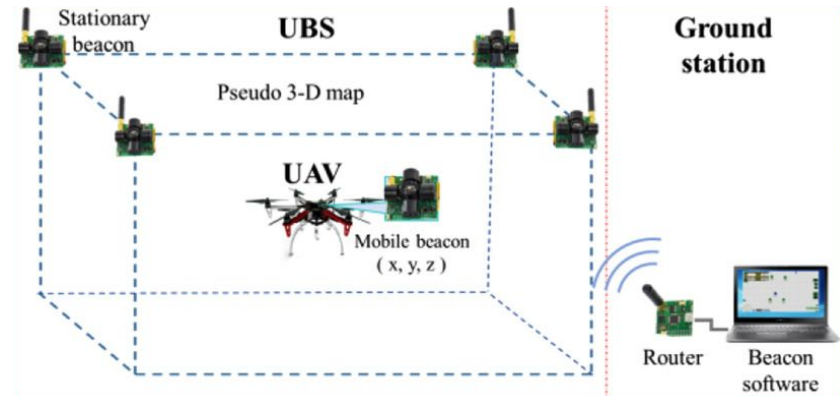 Stationary
beacon
UBS
Ground
station
Pseudo 3-D map
UAV
Mobile beacon
( x, y, z )
Router
Beacon
software